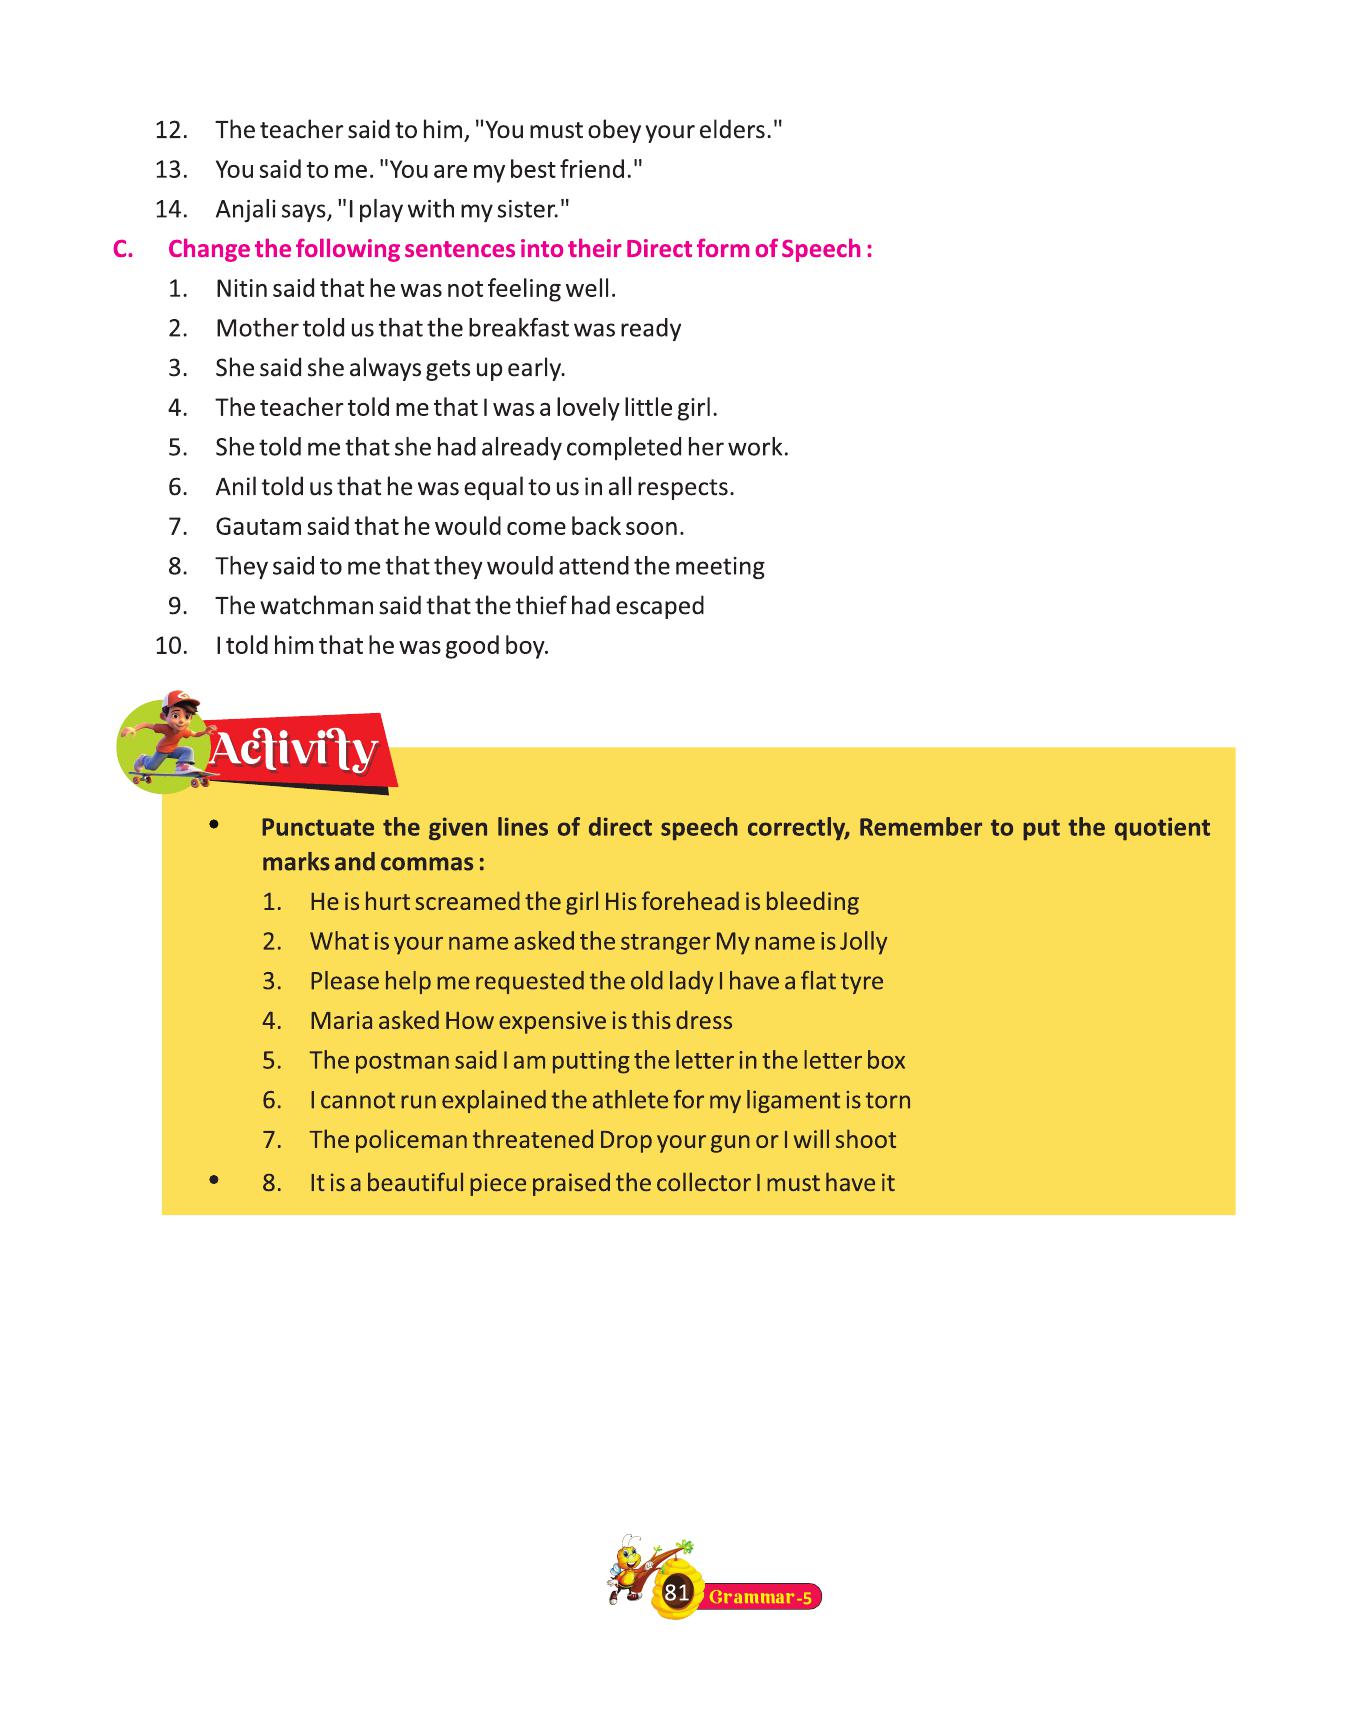 12. The teacher said to him, "You must obey your elders."
13. You said to me. "You are my best friend."
14. Anjali says, "I play with my sister."
C. Change the following sentences into their Direct form of Speech :
1. Nitin said that he was not feeling well.
2. Mother told us that the breakfast was ready
3. She said she always gets up early.
4. The teacher told me that I was a lovely little girl.
5. She told me that she had already completed her work.
6. Anil told us that he was equal to us in all respects.
7. Gautam said that he would come back soon.
8. They said to me that they would attend the meeting
9. The watchman said that the thief had escaped
10. I told him that he was good boy.
Activity
• Punctuate the given lines of direct speech correctly, Remember to put the quotient
marks and commas :
1. He is hurt screamed the girl His forehead is bleeding
2. What is your name asked the stranger My name is Jolly
3. Please help me requested the old lady I have a flat tyre
4. Maria asked How expensive is this dress
5. The postman said I am putting the letter in the letter box
6. I cannot run explained the athlete for my ligament is torn
7. The policeman threatened Drop your gun or I will shoot
• 8. It is a beautiful piece praised the collector I must have it
81 Grammar-5